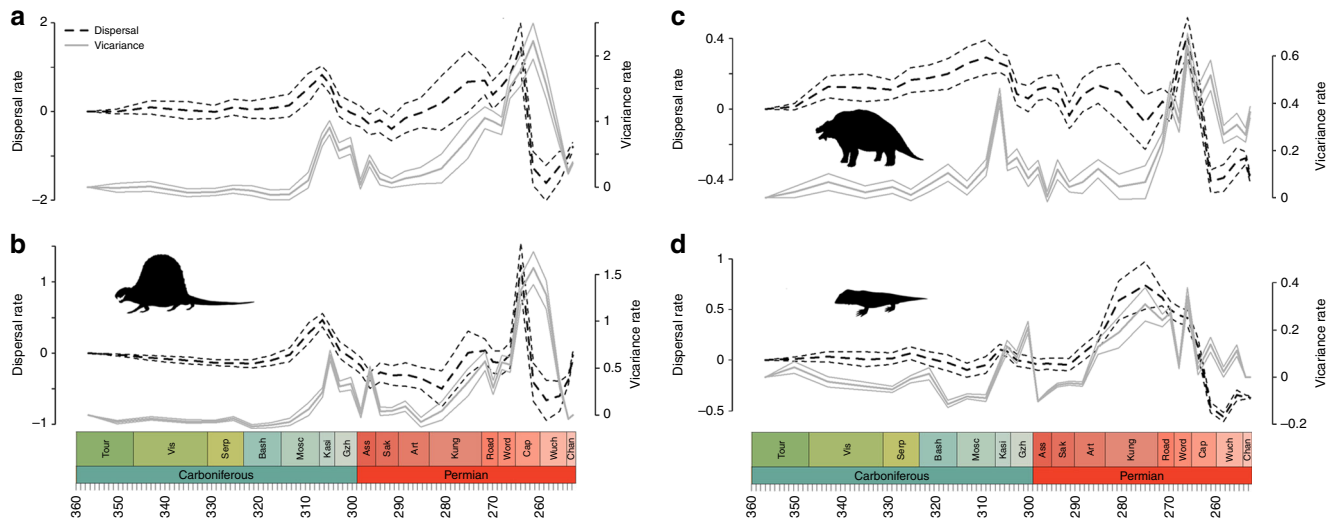 a
Dispersal
Vicariance
2
0
–2
Dispersal rate
2
1
0
Vicariance rate
b
1
0
–1
Dispersal rate
1.5
1
0.5
0
Vicariance rate
Tour
Vis
Serp
Bash
Mosc
Kasi
Gzh
Ass
Sak
Art
Kung
Road
Word
Cap
Wuch
Chan
Carboniferous
Permian
360
350
340
330
320
310
300
290
280
270
260
c
0.4
0
–0.4
Dispersal rate
0.6
0.4
0.2
0
Vicariance rate
d
1
0.5
0
–0.5
Dispersal rate
0.4
0.2
0
–0.2
Vicariance rate
Tour
Vis
Serp
Bash
Mosc
Kasi
Gzh
Ass
Sak
Art
Kung
Road
Word
Cap
Wuch
Chan
Carboniferous
Permian
360
350
340
330
320
310
300
290
280
270
260